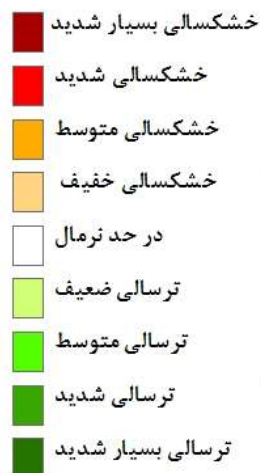 خشکسالی بسیار شدید
خشکسالی شدید
خشکسالی متوسط
خشکسالی خفیف
در حد نرمال
ترسالی ضعیف
ترسالی متوسط
ترسالی شدید
ترسالی بسیار شدید